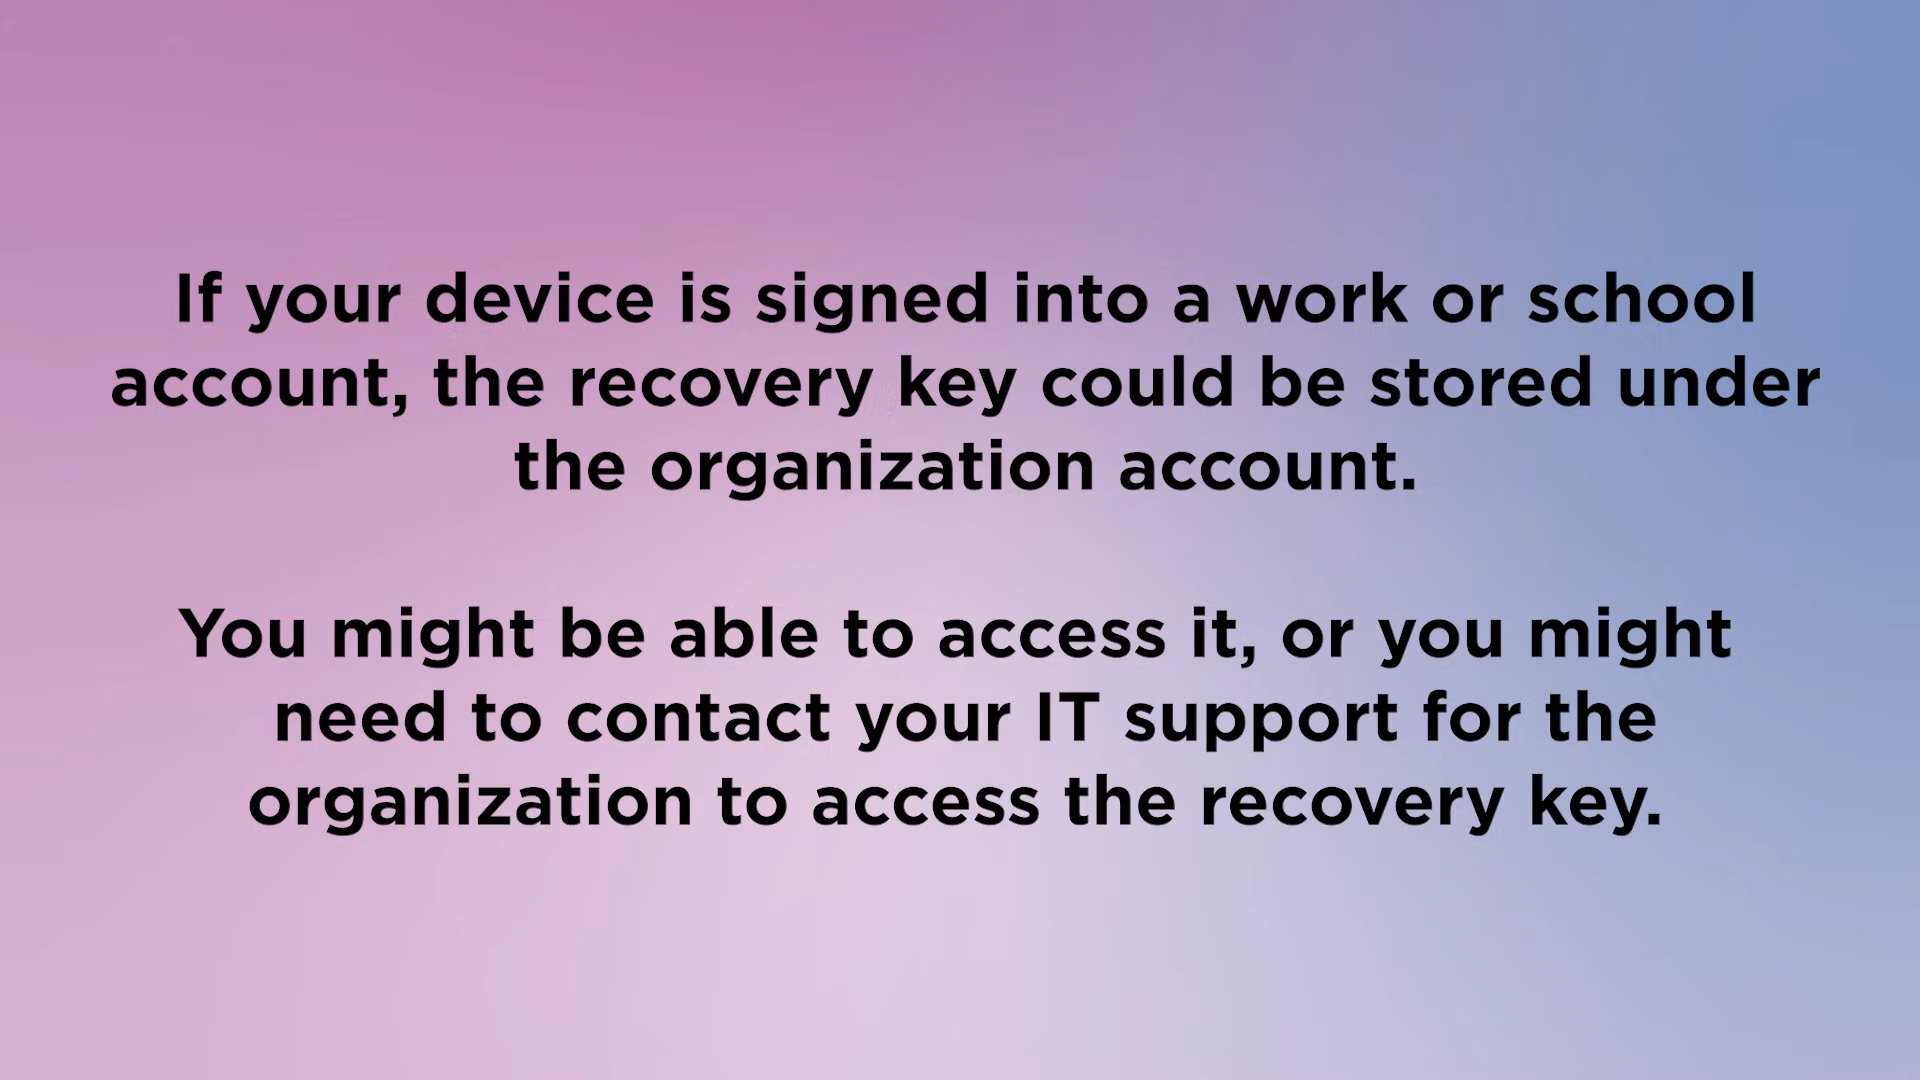 If your device is signed into a work or school
account, the recovery key could be stored under
the organization account.
You might be able to access it, or you might
need to contact your IT support for the
organization to access the recovery key.